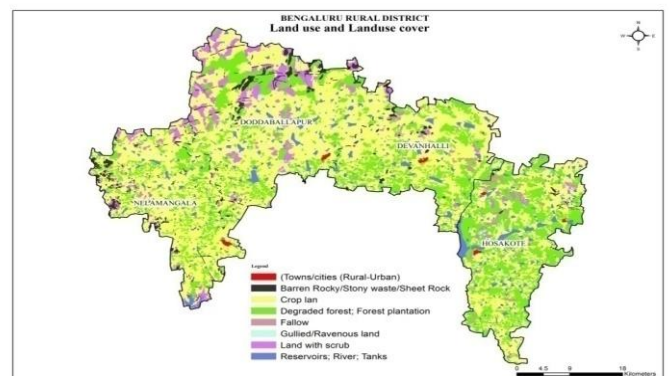 BENGALURU RURAL DISTRICT
Land use and Landuse cover
N
W E
S
DODDABALLAPUR
DEVANHALLI
NELAMANGALA
HOSAKOTE
Legend
(Towns/cities (Rural-Urban)
Barren Rocky/Stony waste/Sheet Rock
Crop lan
Degraded forest; Forest plantation
Fallow
Gullied/Ravenous land
Land with scrub
Reservoirs; River; Tanks
0 4.5 9 18
Kilometers